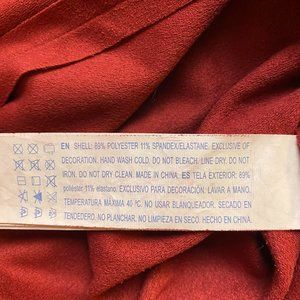 EN SHELL: 89% POLYESTER 11% SPANDEX/ELASTANE. EXCLUSIVE OF
DECORATION. HAND WASH COLD. DO NOT BLEACH. LINE DRY. DO NOT
IRON. DO NOT DRY CLEAN. MADE IN CHINA. ES TELA EXTERIOR: 89%
poliéster 11% elastano. EXCLUSIVO PARA DECORACIÓN. LAVAR A MANO.
TEMPERATURA MÁXIMA 40 ºC. NO USAR BLANQUEADOR. SECADO EN
TENDEDERO. NO PLANCHAR. NO LIMPIEZA EN SECO. HECHO EN CHINA.